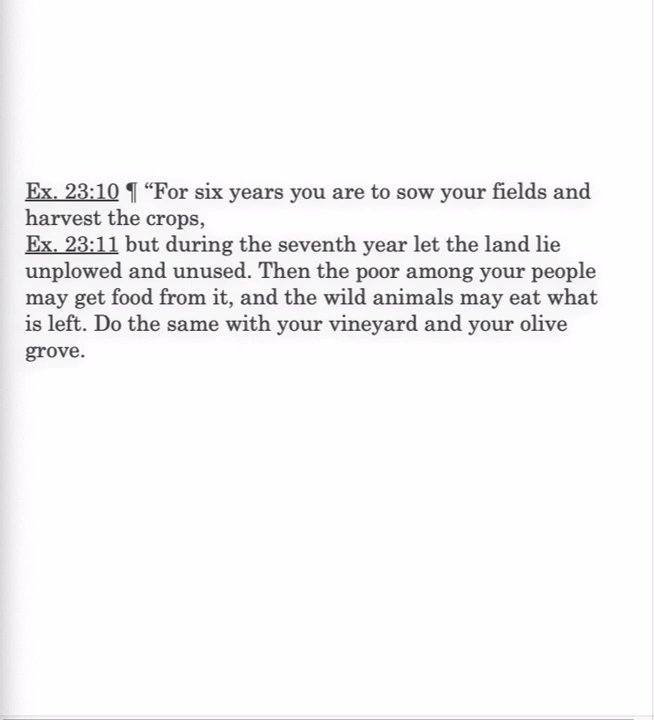 Ex. 23:10 ¶ “For six years you are to sow your fields and
harvest the crops,
Ex. 23:11 but during the seventh year let the land lie
unplowed and unused. Then the poor among your people
may get food from it, and the wild animals may eat what
is left. Do the same with your vineyard and your olive
grove.